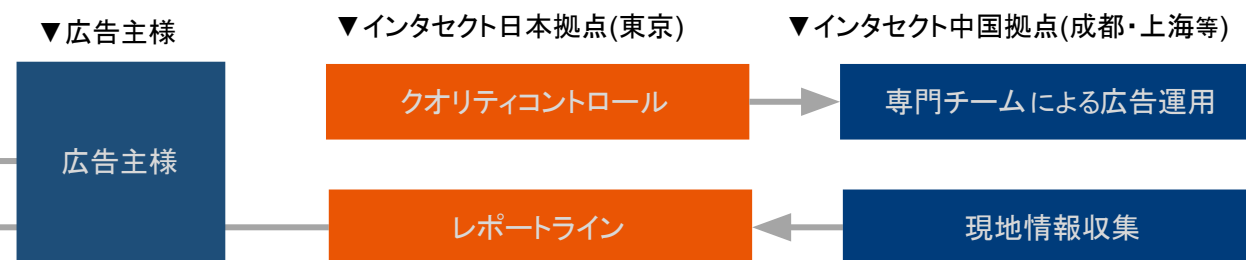 ▼広告主様
▼インタセクト日本拠点(東京)
▼インタセクト中国拠点(成都・上海等)
クオリティコントロール
専門チームによる広告運用
広告主様
レポートライン
現地情報収集